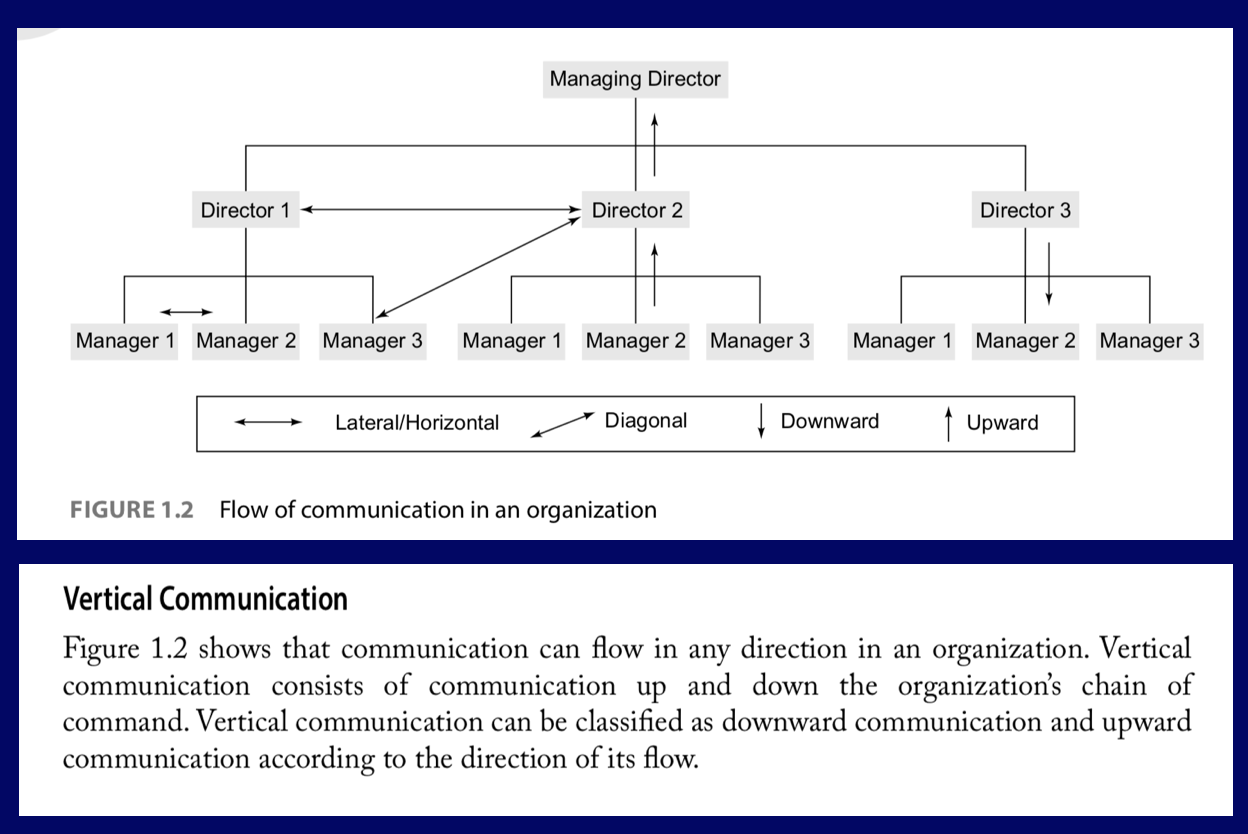 Managing Director
Director 1 Director 2 Director 3
Manager 1 Manager 2 Manager 3 Manager 1 Manager 2 Manager 3 Manager 1 Manager 2 Manager 3
Lateral/Horizontal Diagonal Downward Upward
FIGURE 1.2 Flow of communication in an organization
Vertical Communication
Figure 1.2 shows that communication can flow in any direction in an organization. Vertical
communication consists of communication up and down the organization's chain of
command. Vertical communication can be classified as downward communication and upward
communication according to the direction of its flow.